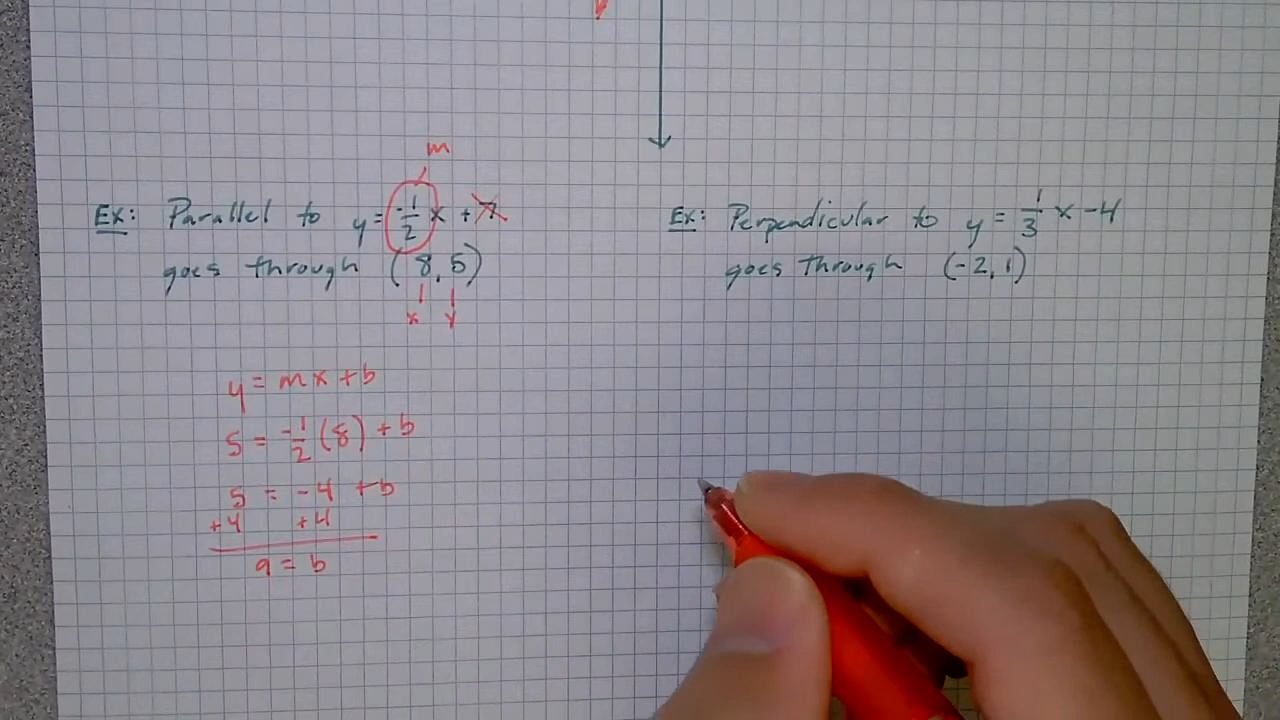 m
Ex: Parallel to y = -1/2 x + 7
goes through (8, 5)
x y
y = mx + b
5 = -1/2 (8) + b
5 = -4 + b
+4 +4
9 = b
Ex: Perpendicular to y = 1/3 x - 4
goes through (-2, 1)